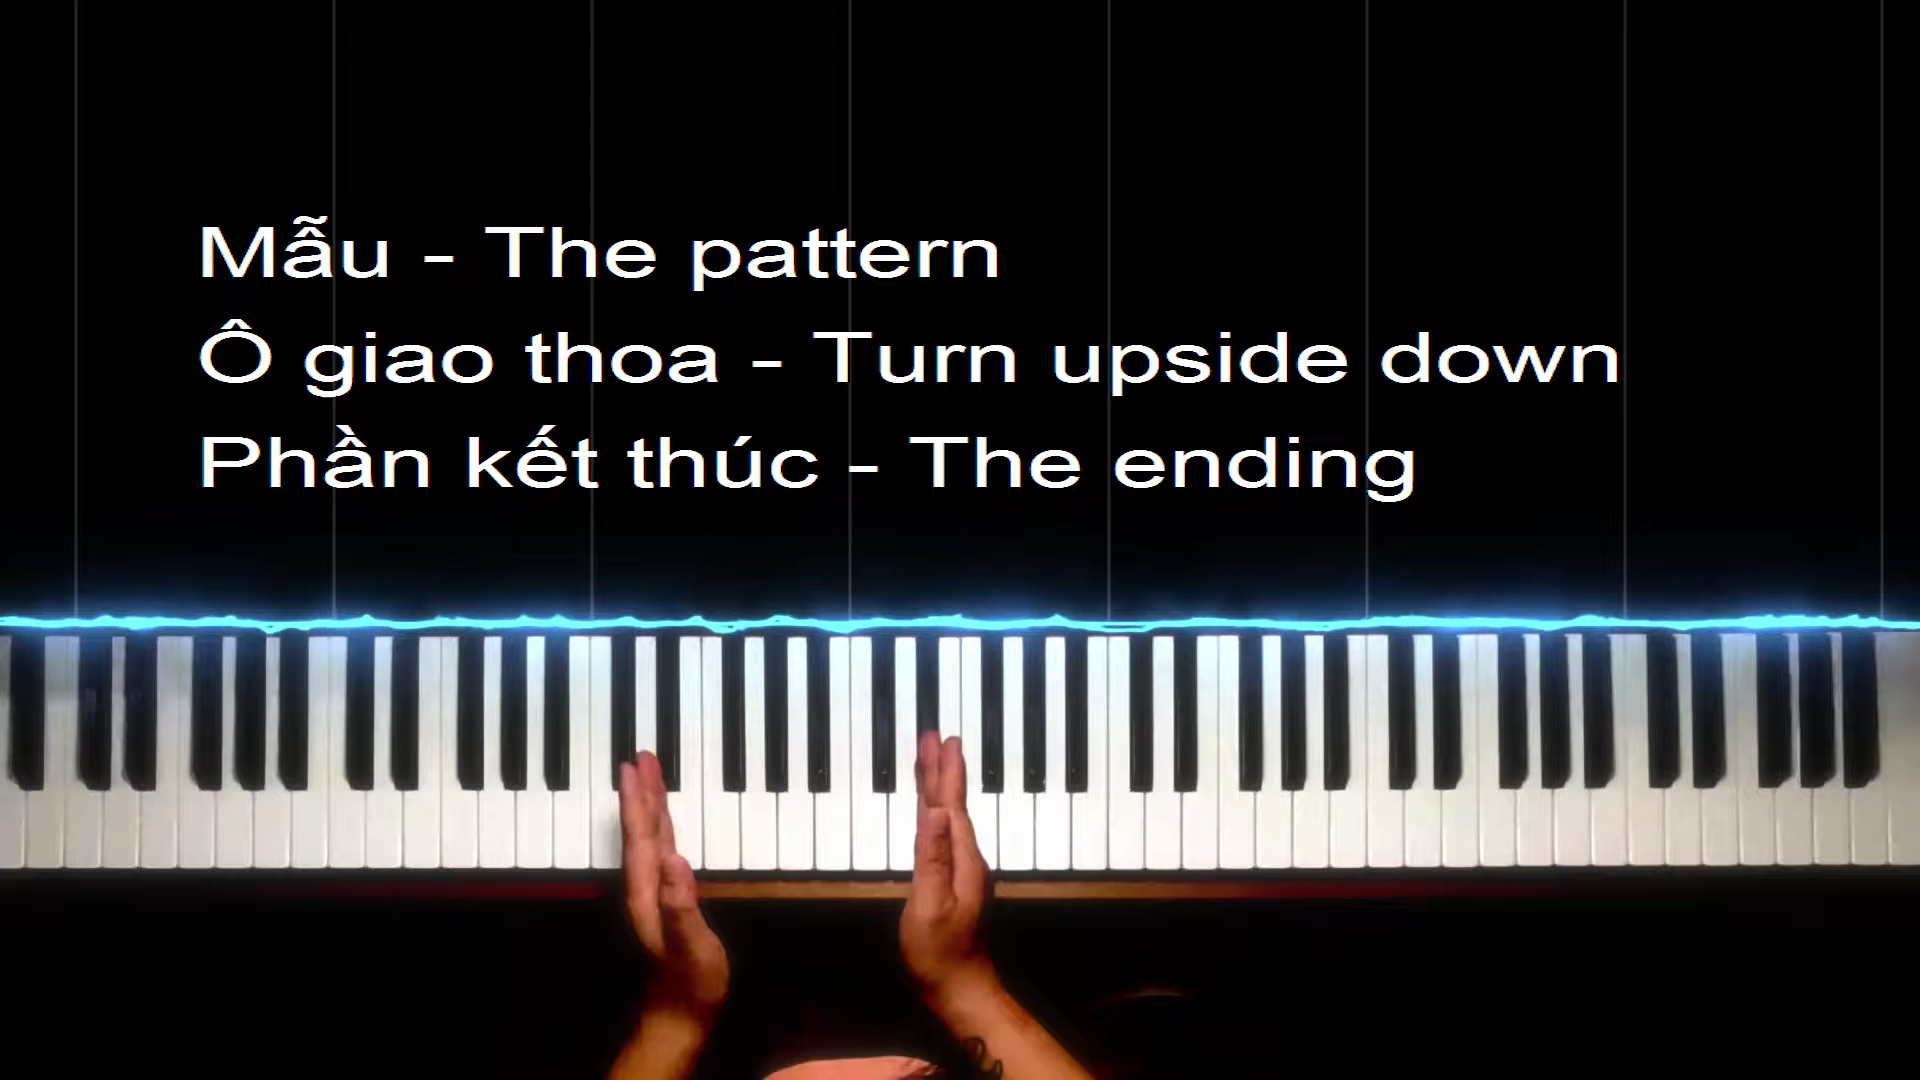 Mẫu - The pattern
Ô giao thoa - Turn upside down
Phần kết thúc - The ending